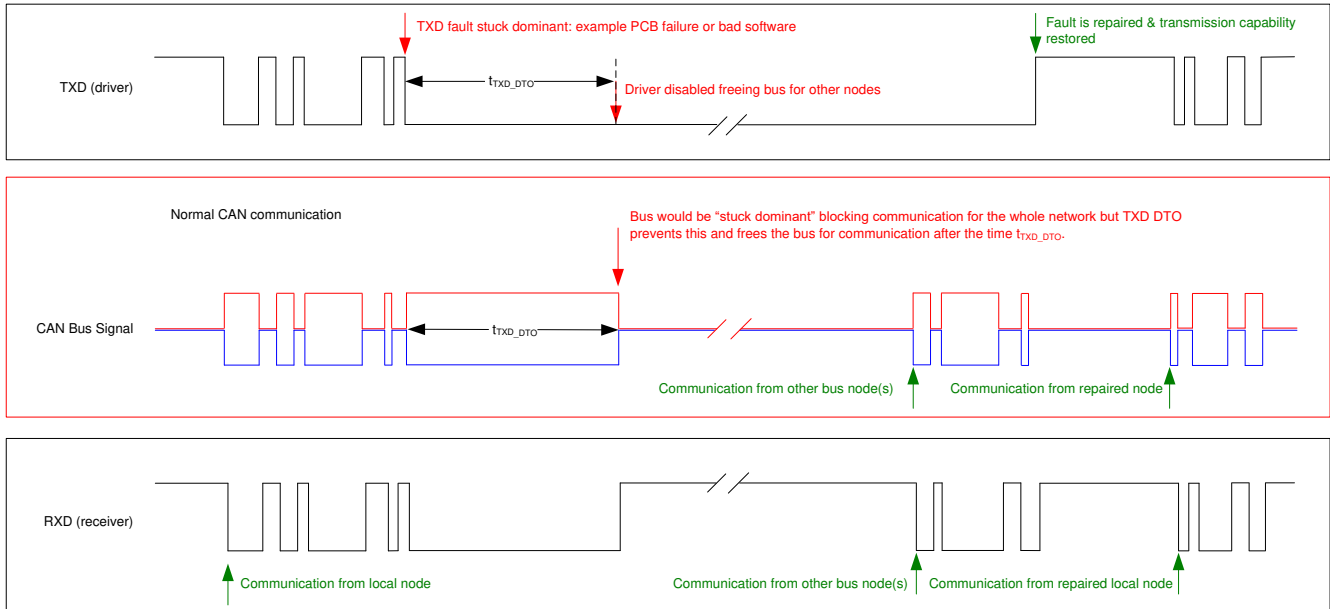 TXD fault stuck dominant: example PCB failure or bad software
Fault is repaired & transmission capability
restored
TXD (driver)
tTXD_DTO
Driver disabled freeing bus for other nodes
Normal CAN communication
Bus would be “stuck dominant” blocking communication for the whole network but TXD DTO
prevents this and frees the bus for communication after the time tTXD_DTO.
CAN Bus Signal
tTXD_DTO
Communication from other bus node(s)
Communication from repaired node
RXD (receiver)
Communication from local node
Communication from other bus node(s)
Communication from repaired local node